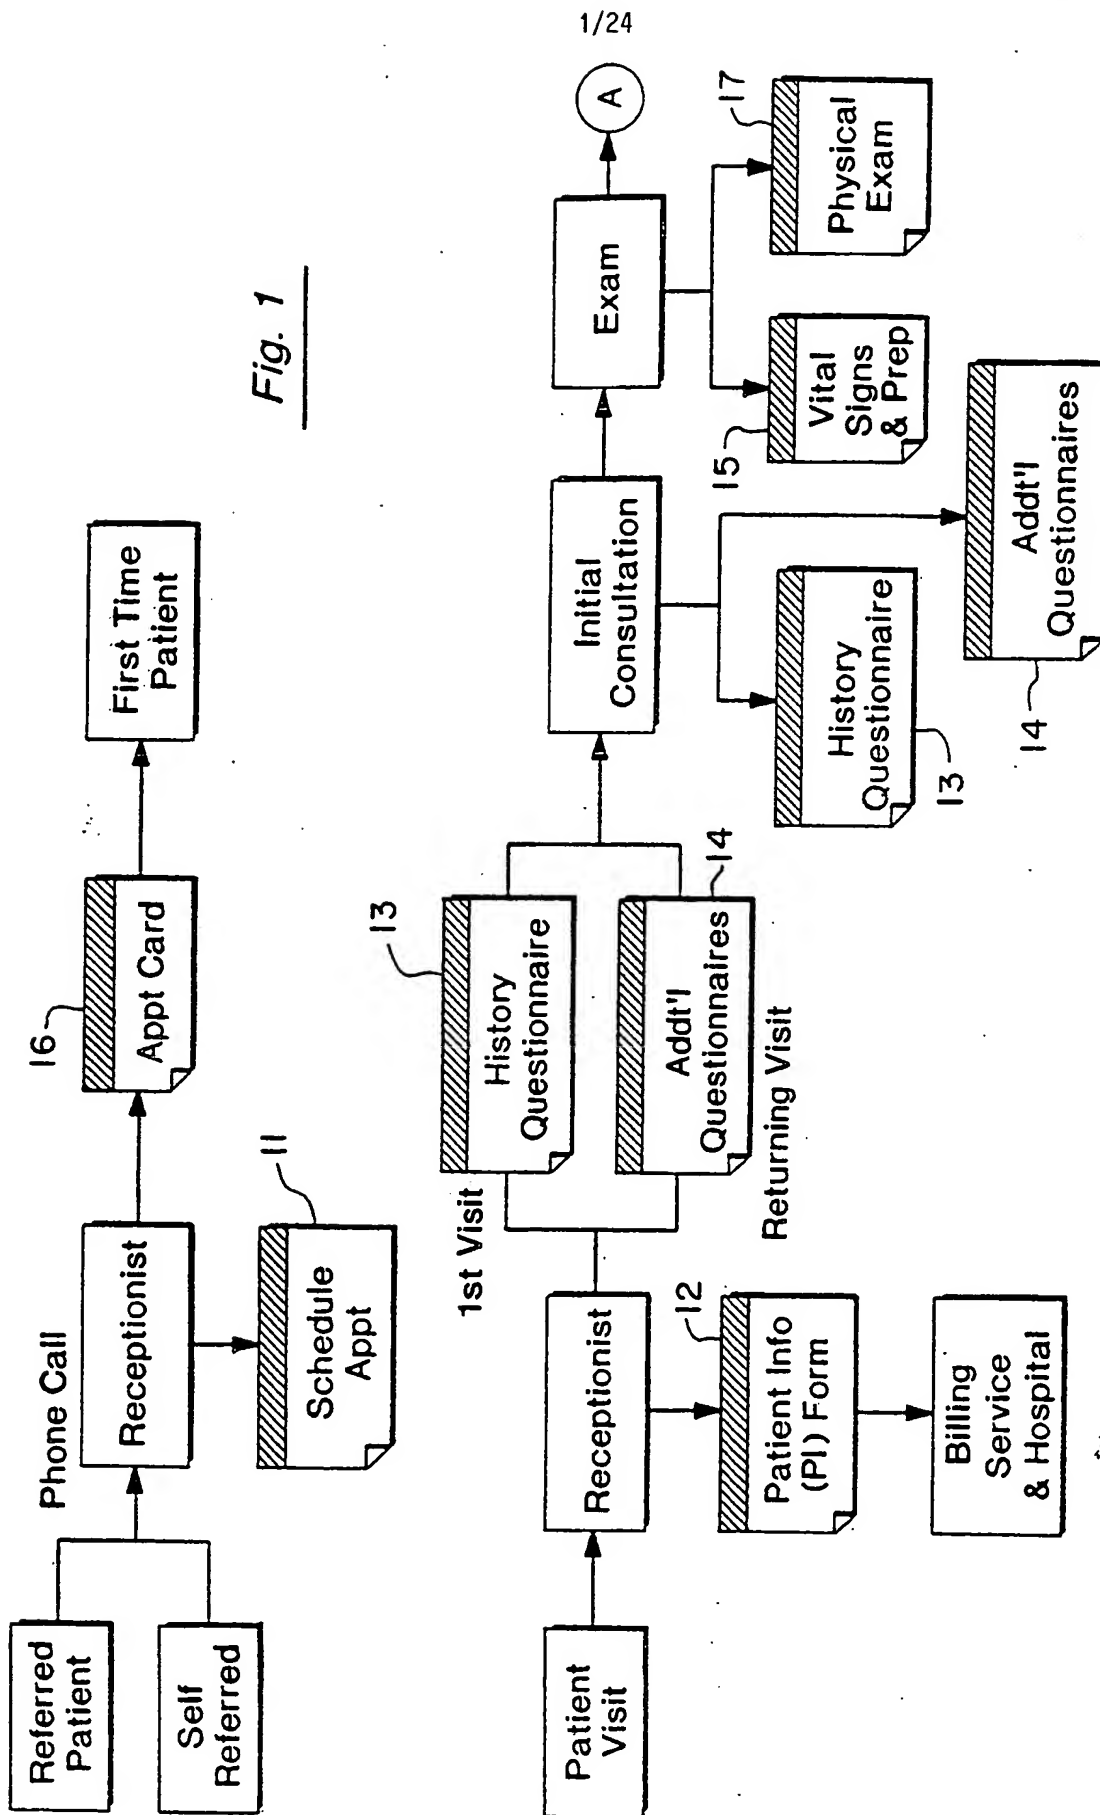 1/24
Fig. 1
Referred
Patient
Self
Referred
Phone Call
Receptionist
11
Schedule
Appt
16
Appt Card
First Time
Patient
Patient
Visit
Receptionist
12
Patient Info
(PI) Form
Billing
Service
& Hospital
1st Visit
13
History
Questionnaire
14
Addt'l
Questionnaires
Returning Visit
Initial
Consultation
History
Questionnaire
13
Addt'l
Questionnaires
14
Exam
15
Vital
Signs
& Prep
17
Physical
Exam
A